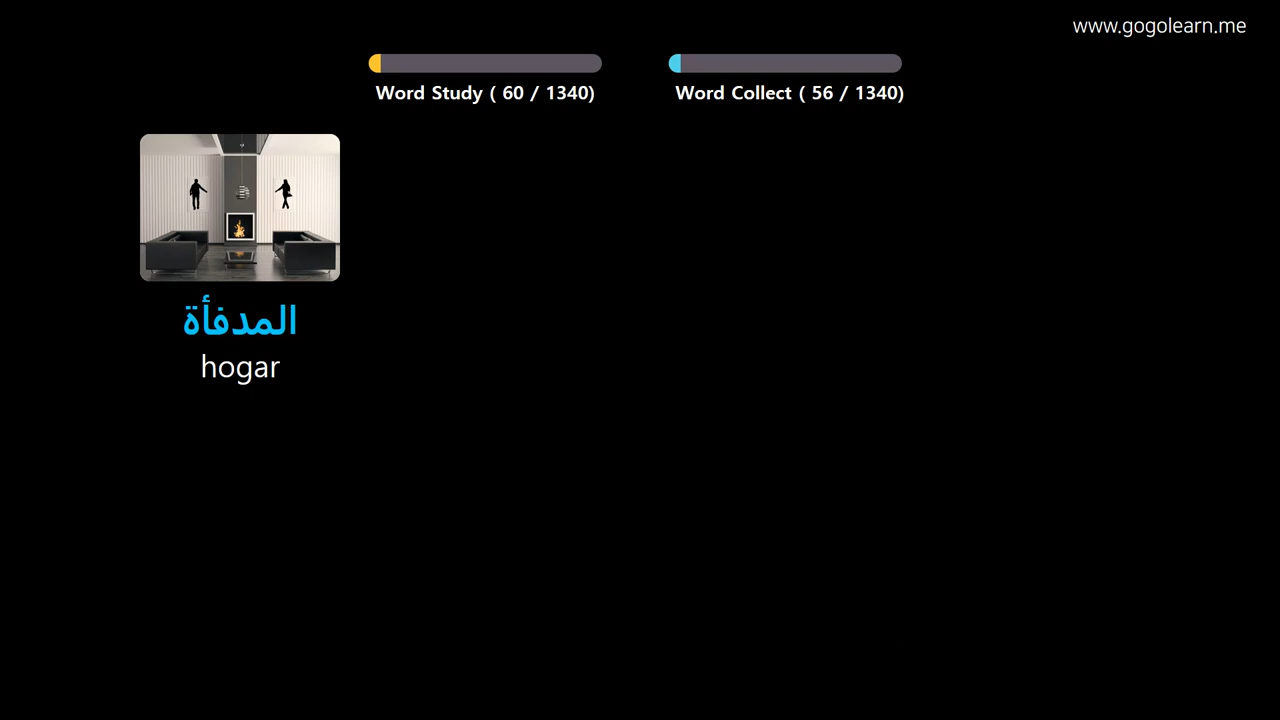 www.gogolearn.me
Word Study ( 60 / 1340)
Word Collect ( 56 / 1340)
المدفأة
hogar